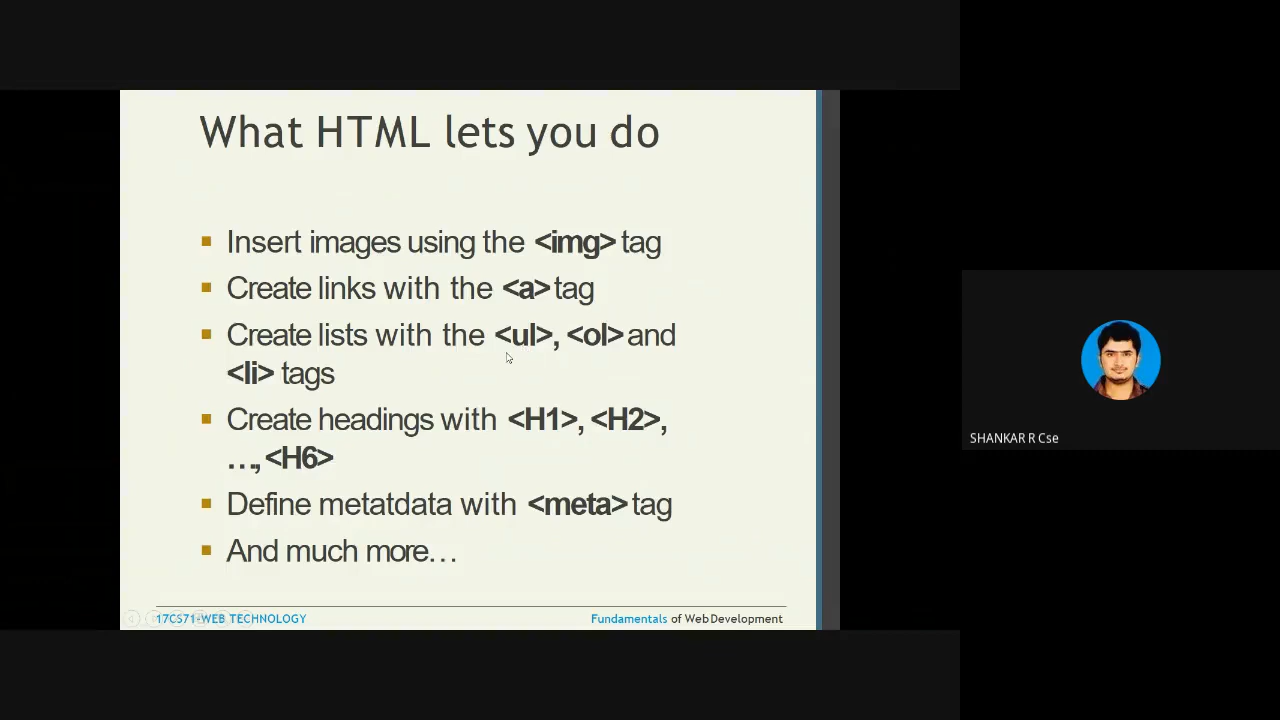 What HTML lets you do
Insert images using the <img> tag
Create links with the <a> tag
Create lists with the <ul>, <ol> and
<li> tags
Create headings with <H1>, <H2>,
…, <H6>
Define metatdata with <meta> tag
And much more…
17CS71-WEB TECHNOLOGY
Fundamentals of Web Development
SHANKAR R Cse